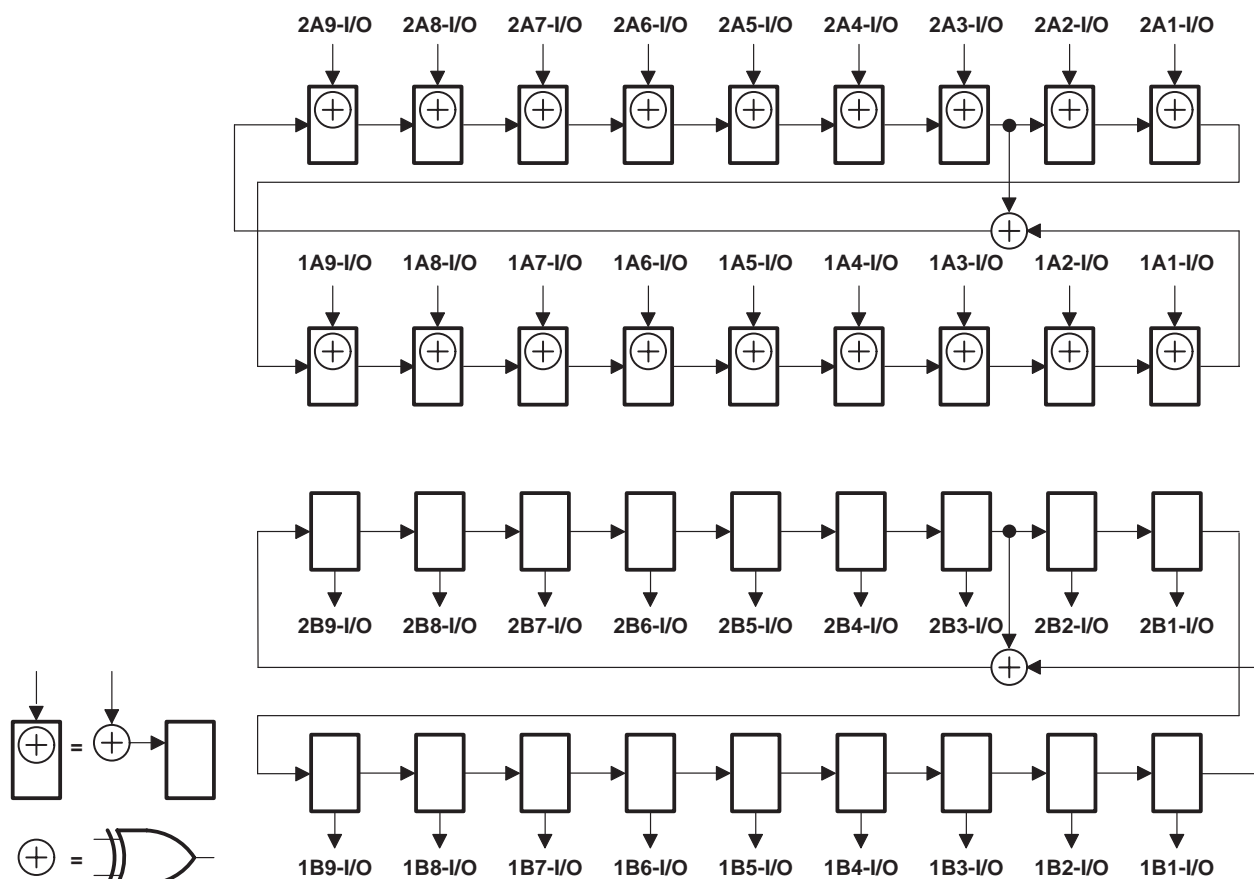 2A9-I/O 2A8-I/O 2A7-I/O 2A6-I/O 2A5-I/O 2A4-I/O 2A3-I/O 2A2-I/O 2A1-I/O
1A9-I/O 1A8-I/O 1A7-I/O 1A6-I/O 1A5-I/O 1A4-I/O 1A3-I/O 1A2-I/O 1A1-I/O
2B9-I/O 2B8-I/O 2B7-I/O 2B6-I/O 2B5-I/O 2B4-I/O 2B3-I/O 2B2-I/O 2B1-I/O
=
=
1B9-I/O 1B8-I/O 1B7-I/O 1B6-I/O 1B5-I/O 1B4-I/O 1B3-I/O 1B2-I/O 1B1-I/O